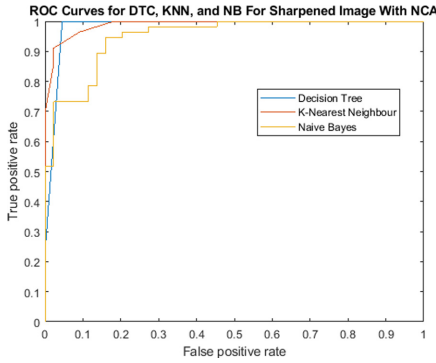 ROC Curves for DTC, KNN, and NB For Sharpened Image With NCA
1
0.9
0.8
0.7
0.6
0.5
0.4
0.3
0.2
0.1
0
True positive rate
Decision Tree
K-Nearest Neighbour
Naive Bayes
0 0.1 0.2 0.3 0.4 0.5 0.6 0.7 0.8 0.9 1
False positive rate